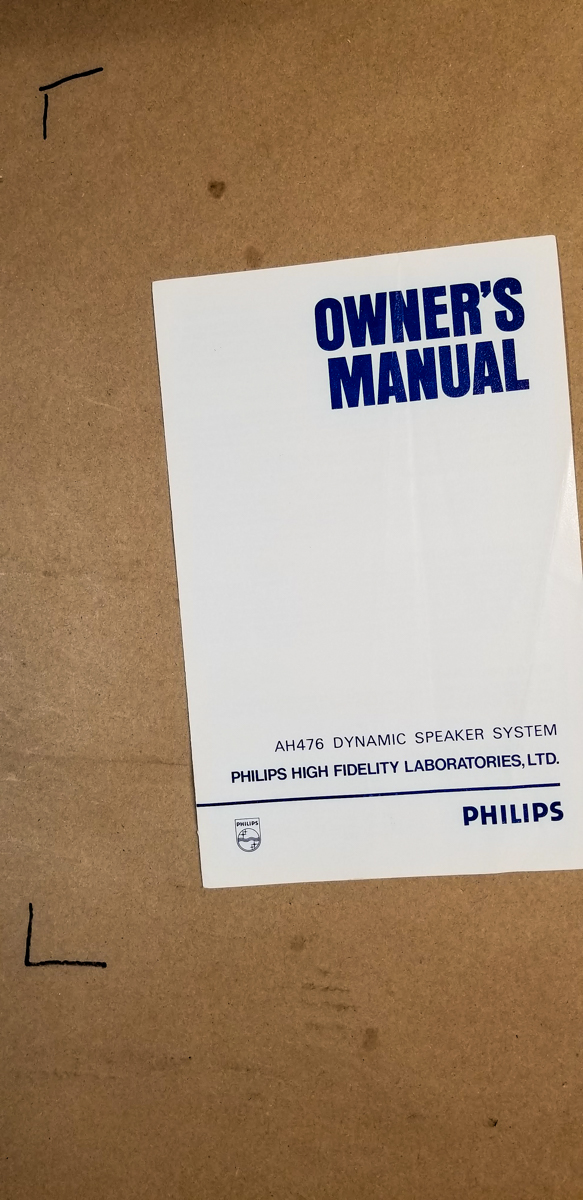 OWNER'S
MANUAL
AH476 DYNAMIC SPEAKER SYSTEM
PHILIPS HIGH FIDELITY LABORATORIES, LTD.
PHILIPS
PHILIPS